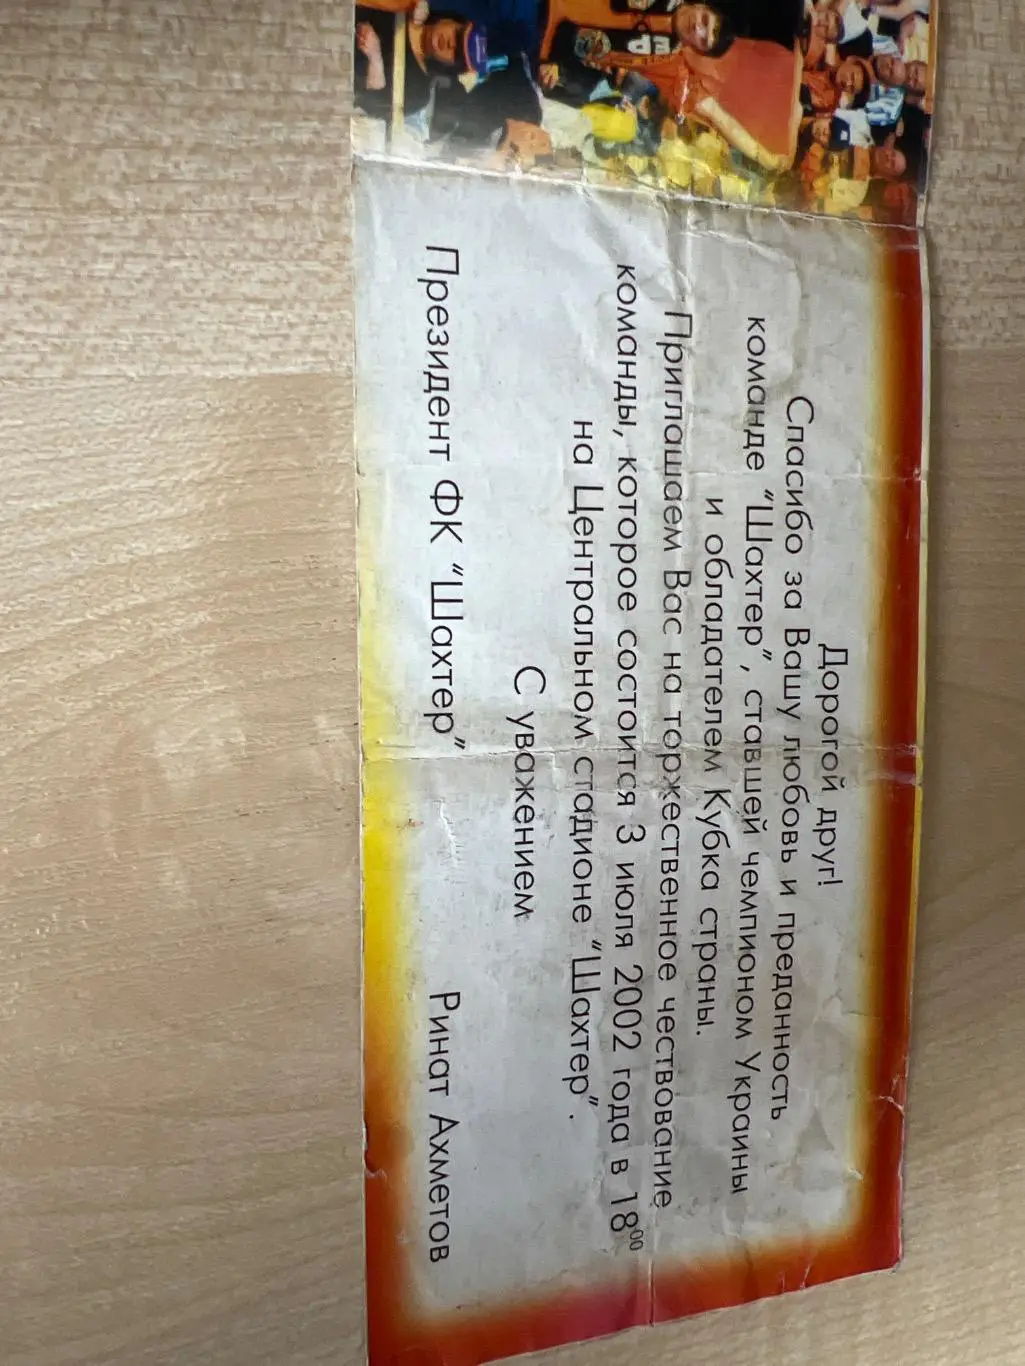 Дорогой друг!
Спасибо за Вашу любовь и преданность
команде "Шахтер", ставшей чемпионом Украины
и обладателем Кубка страны.
Приглашаем Вас на торжественное чествование
команды, которое состоится 3 июля 2002 года в 18⁰⁰
на Центральном стадионе "Шахтер".
С уважением
Президент ФК "Шахтер" Ринат Ахметов